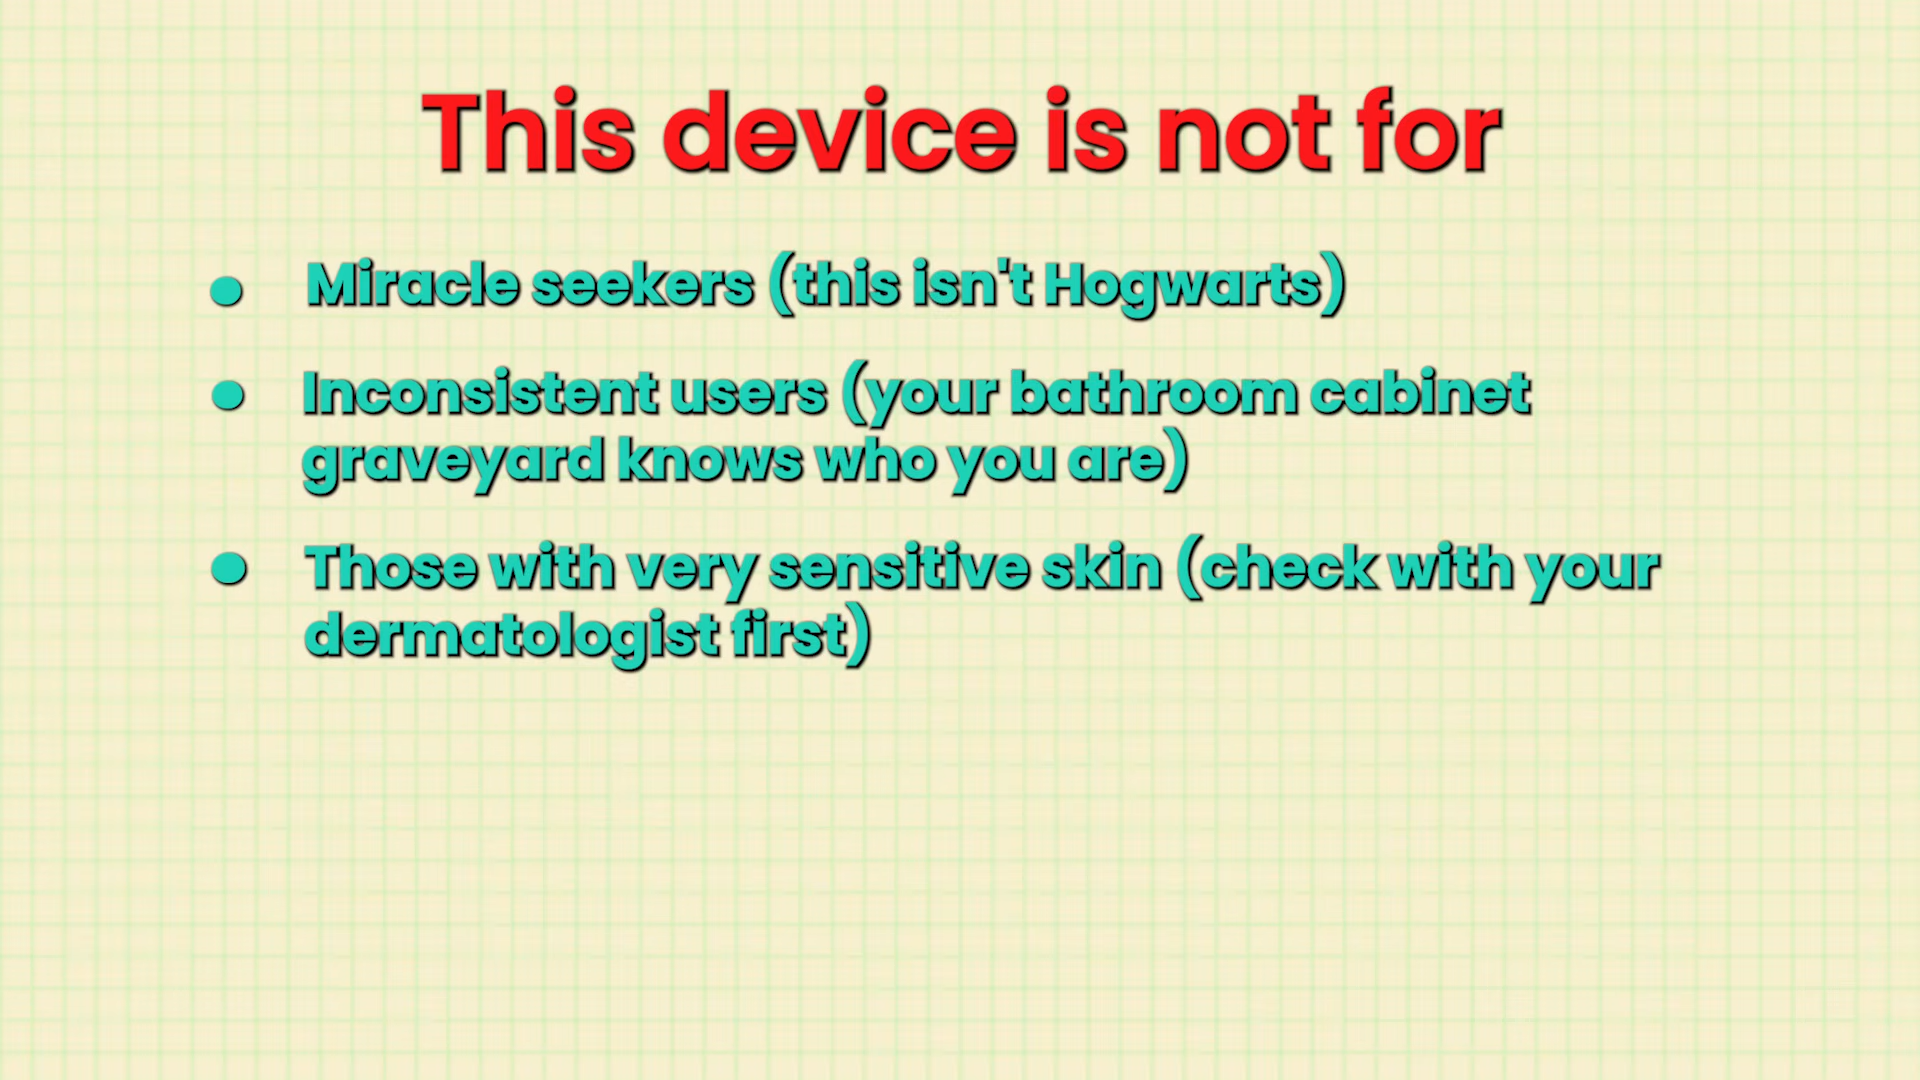 This device is not for
● Miracle seekers (this isn't Hogwarts)
● Inconsistent users (your bathroom cabinet
graveyard knows who you are)
● Those with very sensitive skin (check with your
dermatologist first)